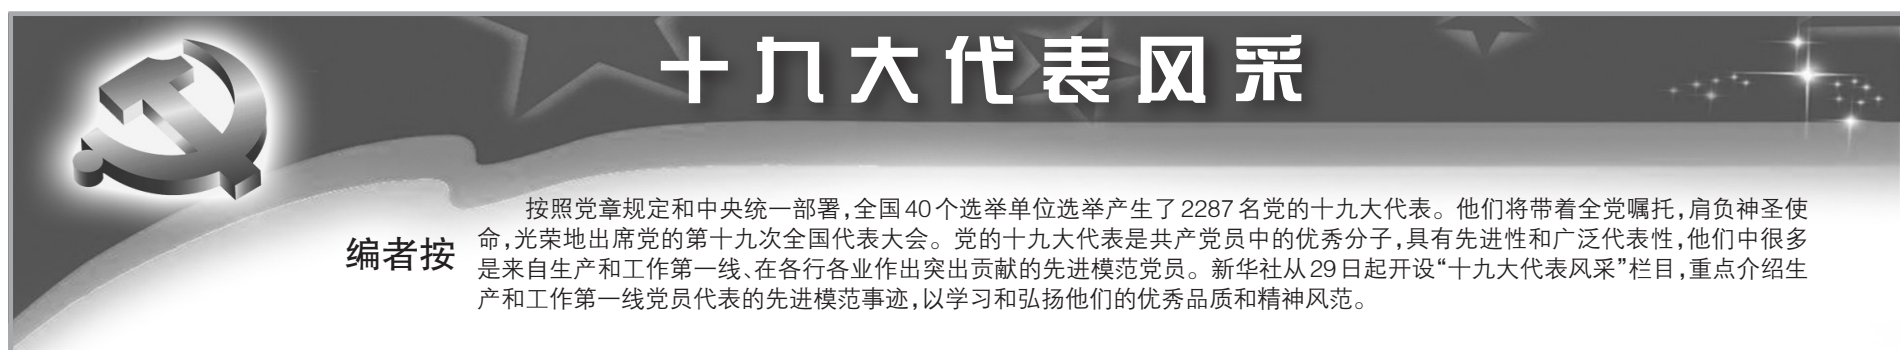 十九大代表风采
编者按
按照党章规定和中央统一部署,全国40个选举单位选举产生了2287名党的十九大代表。他们将带着全党嘱托,肩负神圣使
命,光荣地出席党的第十九次全国代表大会。党的十九大代表是共产党员中的优秀分子,具有先进性和广泛代表性,他们中很多
是来自生产和工作第一线、在各行各业作出突出贡献的先进模范党员。新华社从29日起开设“十九大代表风采”栏目,重点介绍生
产和工作第一线党员代表的先进模范事迹,以学习和弘扬他们的优秀品质和精神风范。